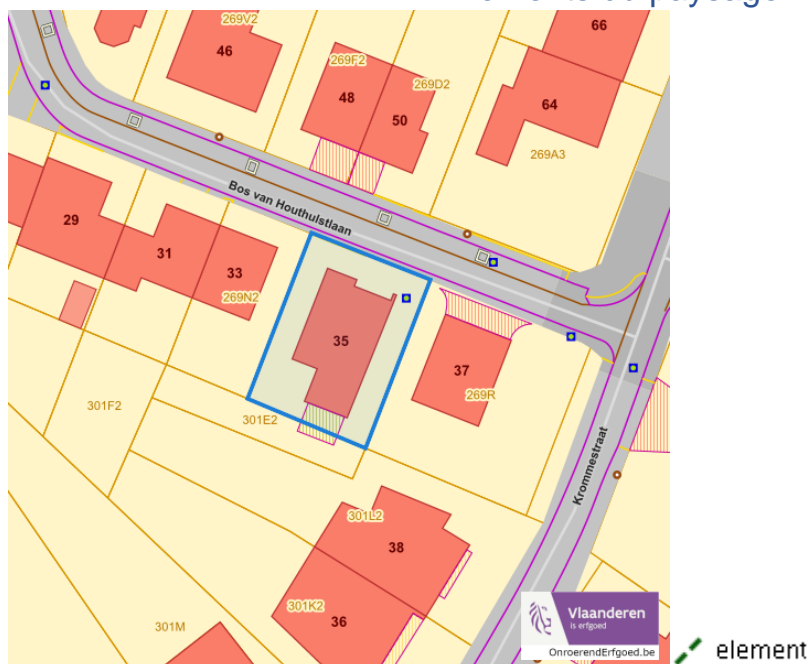 269V2
46
66
269F2
269D2
48
50
64
269A3
Bos van Houthulstlaan
29
31
33
269N2
35
37
269R
301F2
301E2
Krommestraat
301L2
38
301K2
36
301M
Vlaanderen
is erfgoed
OnroerendErfgoed.be
element